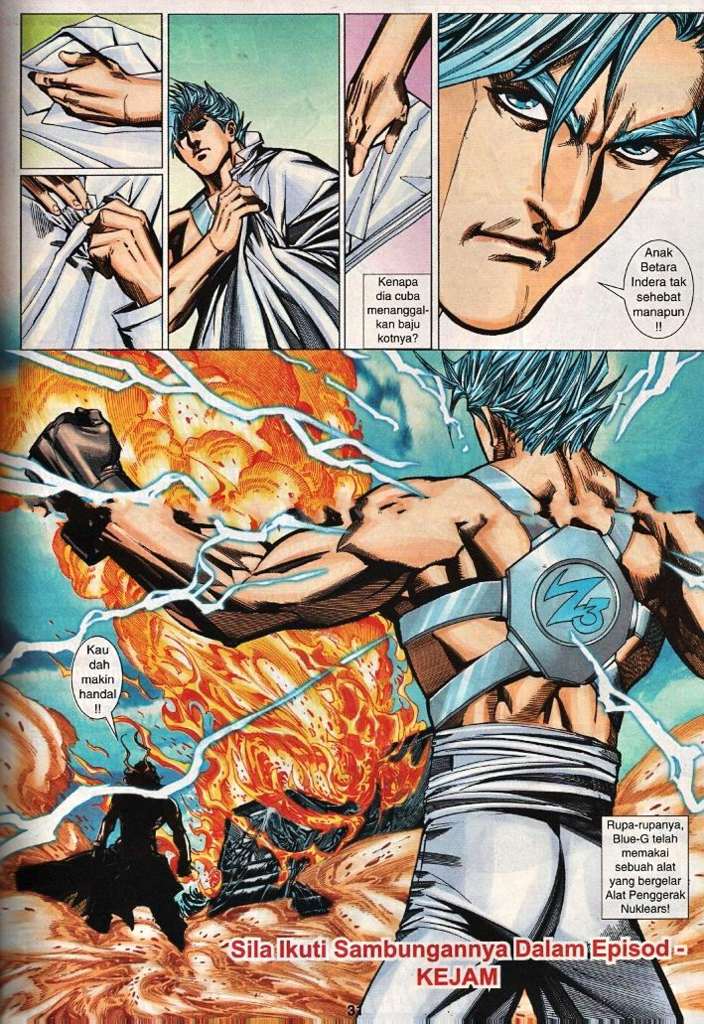 Kenapa
dia cuba
menanggal-
kan baju
kotnya?
Anak
Betara
Indera tak
sehebat
manapun
!!
Z3
Kau
dah
makin
handal
!!
Rupa-rupanya,
Blue-G telah
memakai
sebuah alat
yang bergelar
Alat Penggerak
Nuklears!
Sila Ikuti Sambungannya Dalam Episod -
KEJAM